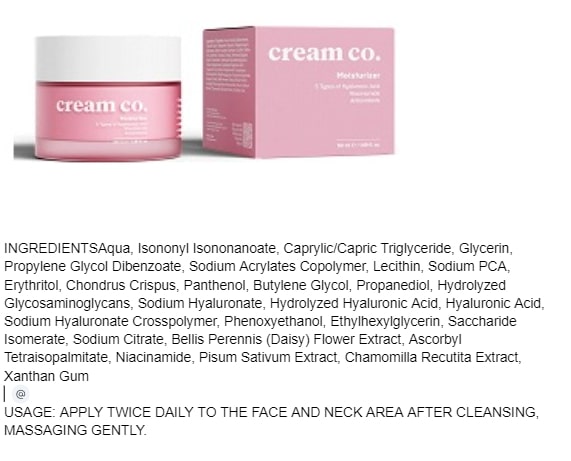 cream co.
Moisturizer
cream co.
Moisturizer
INGREDIENTSAqua, Isononyl Isononanoate, Caprylic/Capric Triglyceride, Glycerin,
Propylene Glycol Dibenzoate, Sodium Acrylates Copolymer, Lecithin, Sodium PCA,
Erythritol, Chondrus Crispus, Panthenol, Butylene Glycol, Propanediol, Hydrolyzed
Glycosaminoglycans, Sodium Hyaluronate, Hydrolyzed Hyaluronic Acid, Hyaluronic Acid,
Sodium Hyaluronate Crosspolymer, Phenoxyethanol, Ethylhexylglycerin, Saccharide
Isomerate, Sodium Citrate, Bellis Perennis (Daisy) Flower Extract, Ascorbyl
Tetraisopalmitate, Niacinamide, Pisum Sativum Extract, Chamomilla Recutita Extract,
Xanthan Gum
@
USAGE: APPLY TWICE DAILY TO THE FACE AND NECK AREA AFTER CLEANSING,
MASSAGING GENTLY.